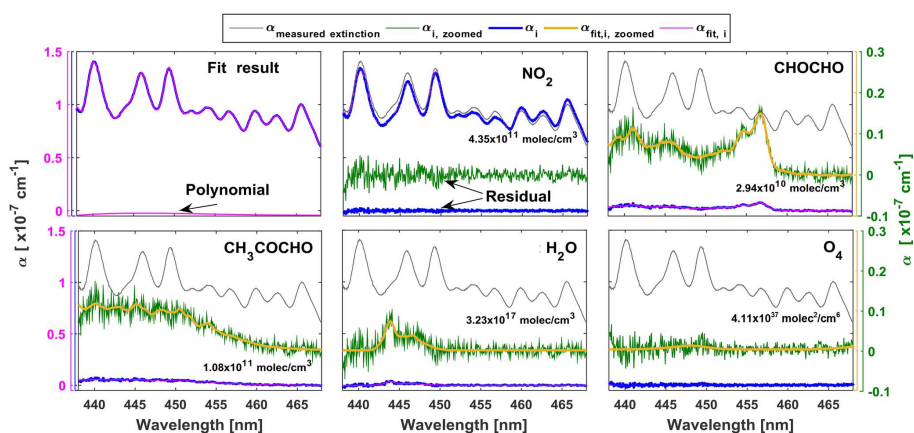 α measured extinction α i, zoomed α i α fit,i, zoomed α fit, i
Fit result
NO2
CHOCHO
1.5
1
0.5
0
0.3
0.2
0.1
0
-0.1
4.35x10^11 molec/cm^3
2.94x10^10 molec/cm^3
Polynomial
Residual
α [ x10^-7 cm^-1]
α [ x10^-7 cm^-1]
CH3COCHO
H2O
O4
1.5
1
0.5
0
0.3
0.2
0.1
0
-0.1
1.08x10^11 molec/cm^3
3.23x10^17 molec/cm^3
4.11x10^37 molec^2/cm^6
440 445 450 455 460 465
440 445 450 455 460 465
440 445 450 455 460 465
Wavelength [nm]
Wavelength [nm]
Wavelength [nm]